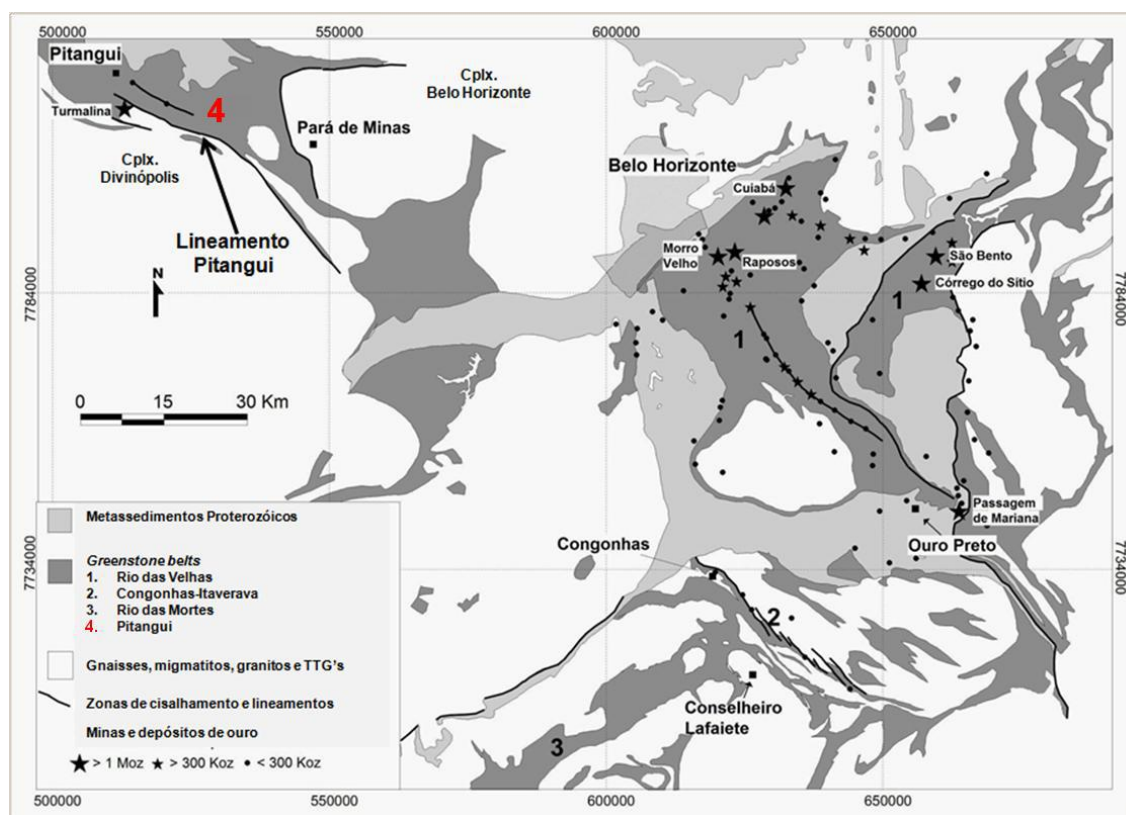 500000 550000 600000 650000
Pitangui
Cplx.
Belo Horizonte
4
Turmalina
Pará de Minas
Cplx.
Divinópolis
Belo Horizonte
Cuiabá
Lineamento
Pitangui
Morro
Velho
Raposos
São Bento
Córrego do Sítio
N
7784000
7784000
1
1
0 15 30 Km
Passagem
de Mariana
Ouro Preto
Congonhas
7734000
7734000
2
Conselheiro
Lafaiete
3
Metassedimentos Proterozóicos
Greenstone belts
1. Rio das Velhas
2. Congonhas-Itaverava
3. Rio das Mortes
4. Pitangui
Gnaisses, migmatitos, granitos e TTG's
Zonas de cisalhamento e lineamentos
Minas e depósitos de ouro
> 1 Moz > 300 Koz < 300 Koz
500000 550000 600000 650000